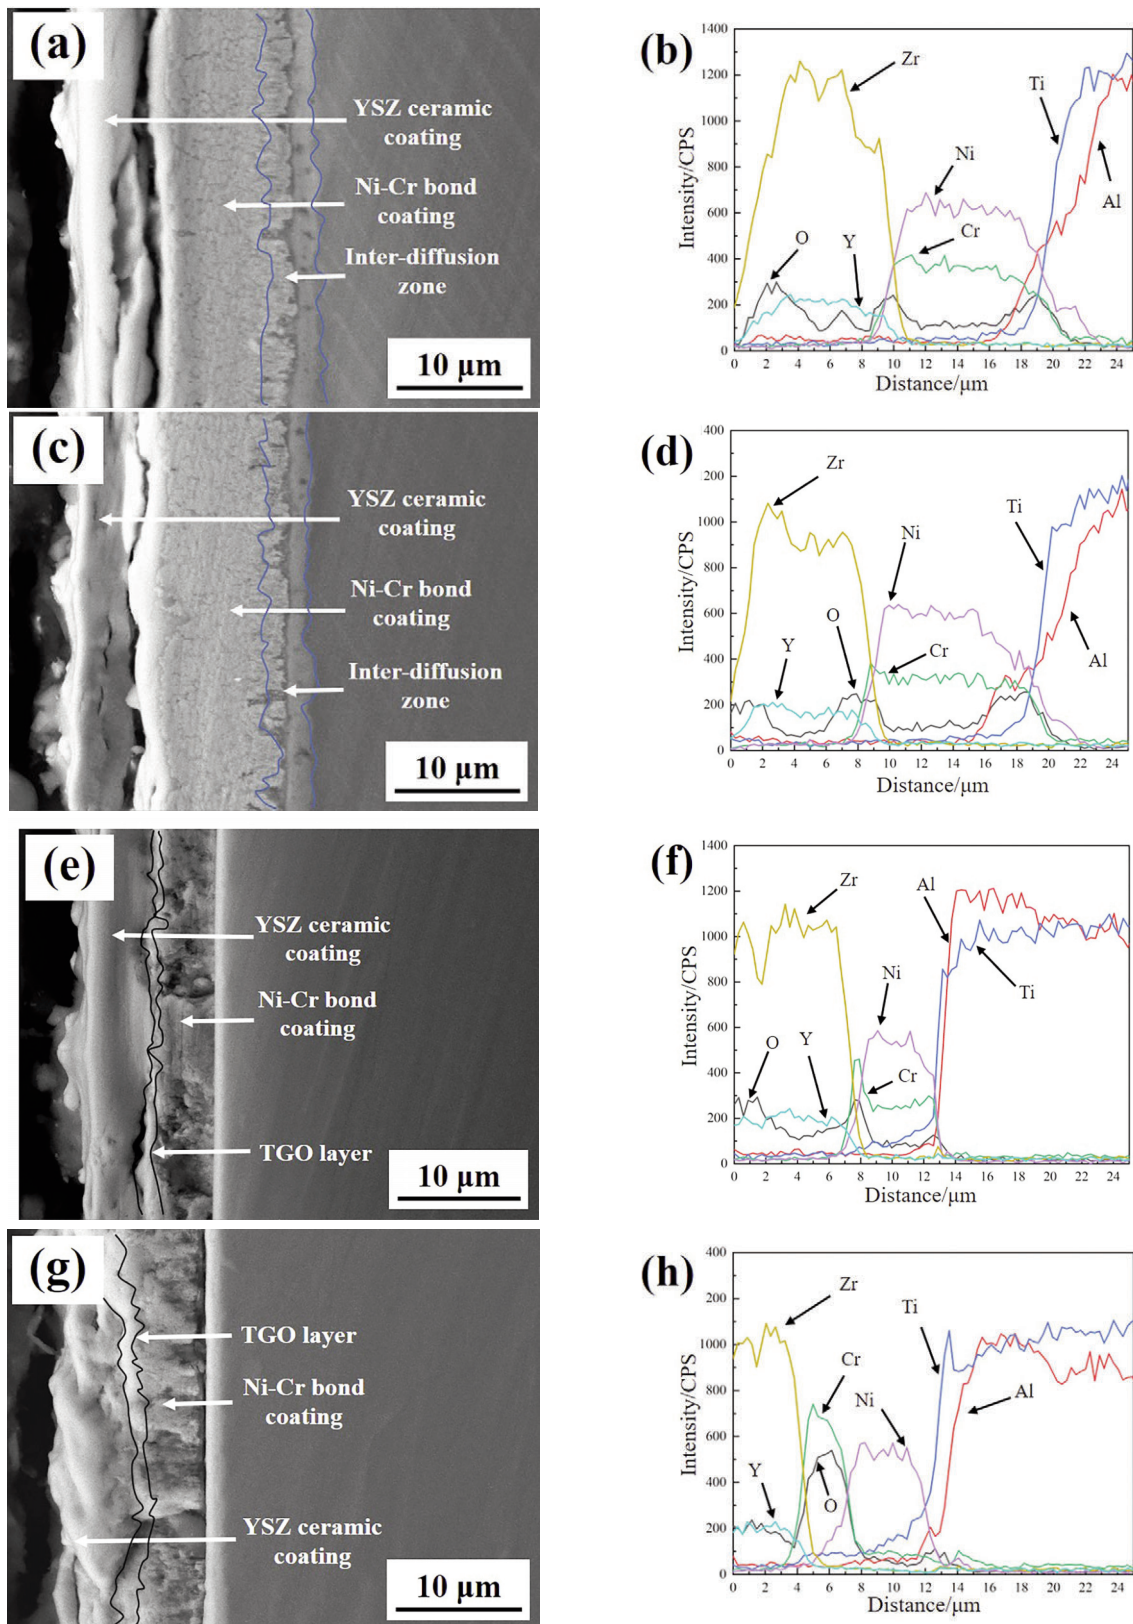 (a)
YSZ ceramic
coating
Ni-Cr bond
coating
Inter-diffusion
zone
10 μm
(b)
Intensity/CPS
1400
1200
1000
800
600
400
200
0
Zr
Ti
Ni
Al
O
Y
Cr
0 2 4 6 8 10 12 14 16 18 20 22 24
Distance/μm
(c)
YSZ ceramic
coating
Ni-Cr bond
coating
Inter-diffusion
zone
10 μm
(d)
Intensity/CPS
400
200
1000
800
600
400
200
0
Zr
Ti
Ni
O
Y
Cr
Al
0 2 4 6 8 10 12 14 16 18 20 22 24
Distance/μm
(e)
YSZ ceramic
coating
Ni-Cr bond
coating
TGO layer
10 μm
(f)
Intensity/CPS
1400
1200
1000
800
600
400
200
0
Zr
Al
Ni
Ti
O
Y
Cr
0 2 4 6 8 10 12 14 16 18 20 22 24
Distance/μm
(g)
TGO layer
Ni-Cr bond
coating
YSZ ceramic
coating
10 μm
(h)
Intensity/CPS
400
200
1000
800
600
400
200
0
Zr
Ti
Cr
Ni
Al
Y
O
0 2 4 6 8 10 12 14 16 18 20 22 24
Distance/μm